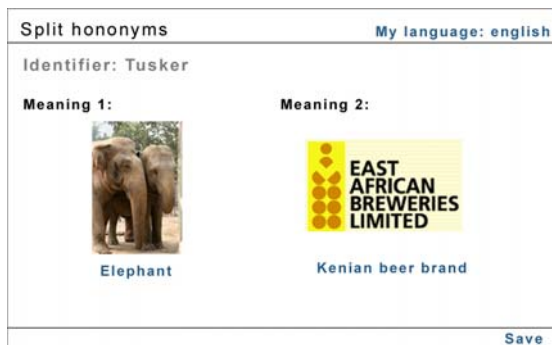 Split hononyms
My language: english
Identifier: Tusker
Meaning 1:
Meaning 2:
EAST
AFRICAN
BREWERIES
LIMITED
Elephant
Kenian beer brand
Save